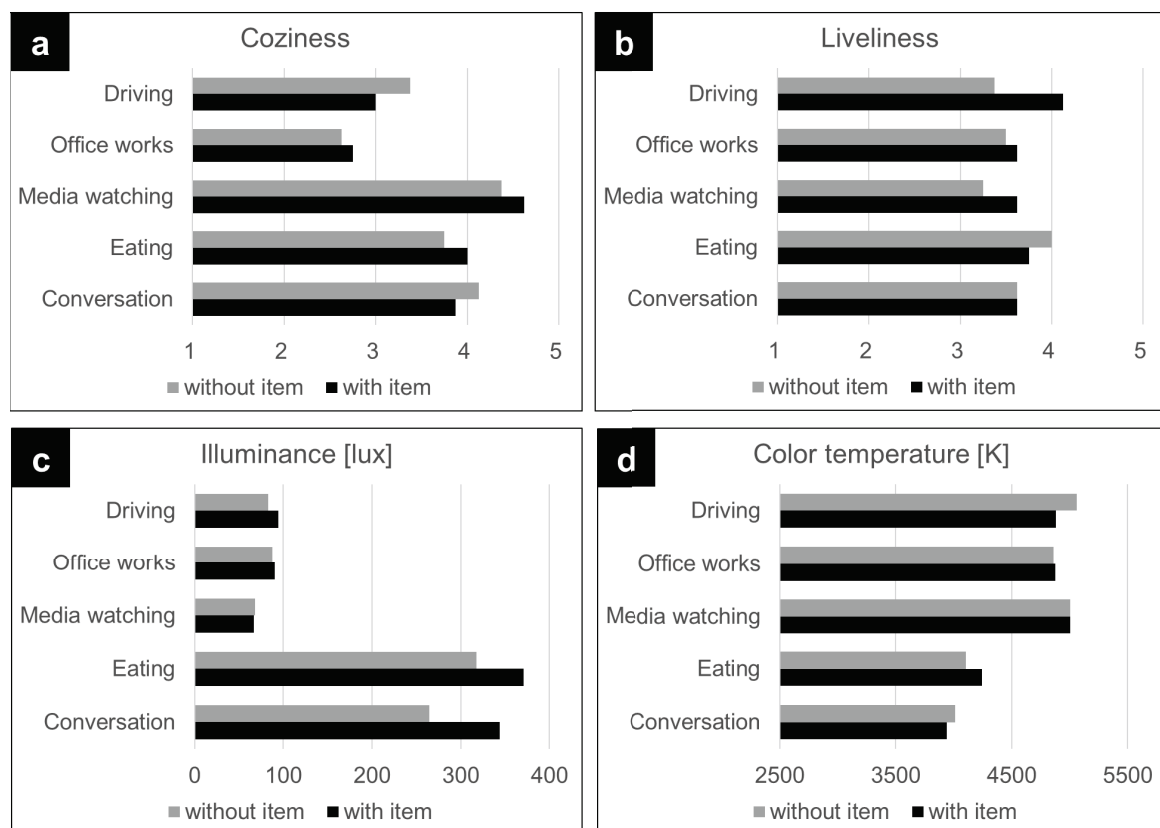 a
Coziness
Driving
Office works
Media watching
Eating
Conversation
1 2 3 4 5
without item with item
b
Liveliness
Driving
Office works
Media watching
Eating
Conversation
1 2 3 4 5
without item with item
c
Illuminance [lux]
Driving
Office works
Media watching
Eating
Conversation
0 100 200 300 400
without item with item
d
Color temperature [K]
Driving
Office works
Media watching
Eating
Conversation
2500 3500 4500 5500
without item with item